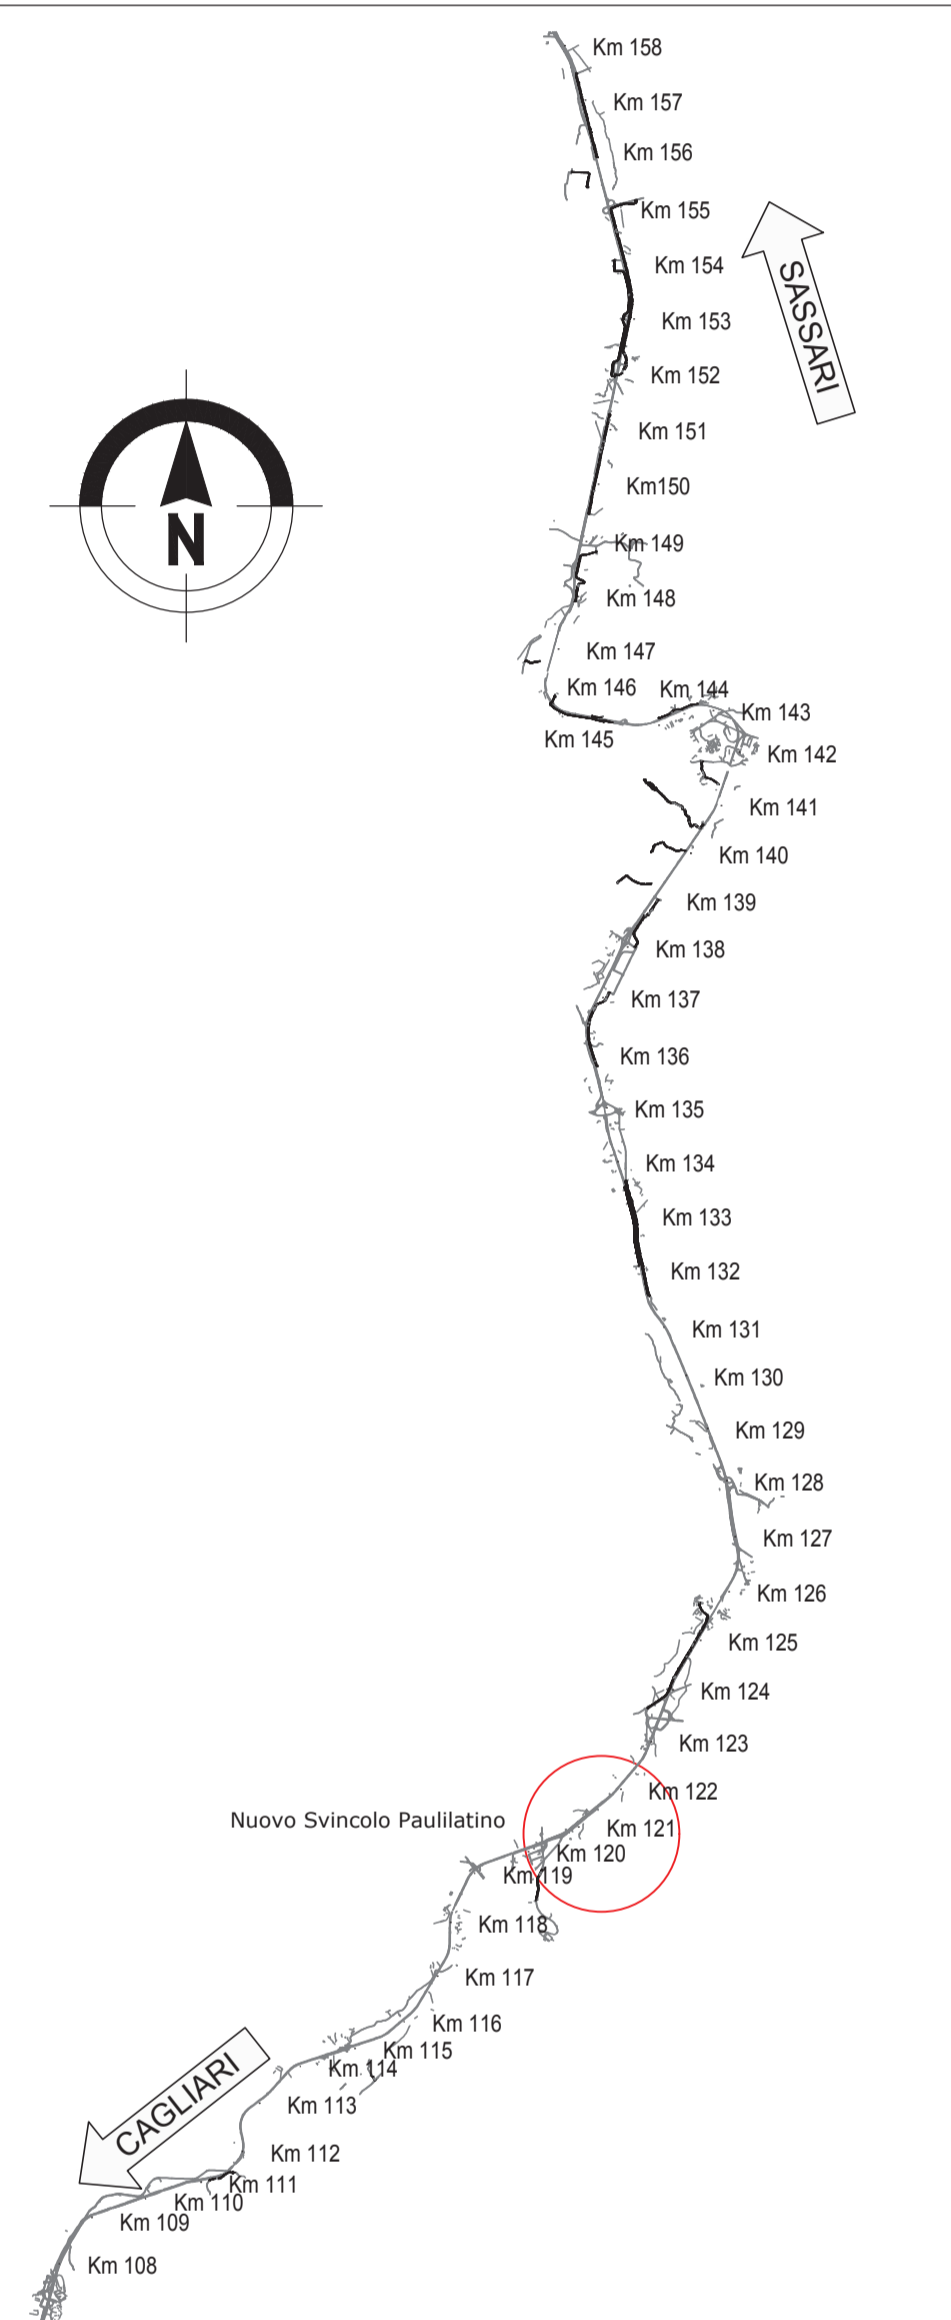 Km 158
Km 157
Km 156
Km 155
Km 154
SASSARI
Km 153
Km 152
Km 151
Km150
N
Km 149
Km 148
Km 147
Km 146
Km 144
Km 143
Km 145
Km 142
Km 141
Km 140
Km 139
Km 138
Km 137
Km 136
Km 135
Km 134
Km 133
Km 132
Km 131
Km 130
Km 129
Km 128
Km 127
Km 126
Km 125
Km 124
Km 123
Km 122
Nuovo Svincolo Paulilatino
Km 121
Km 120
Km 119
Km 118
Km 117
Km 116
Km 115
Km 114
CAGLIARI
Km 113
Km 112
Km 111
Km 110
Km 109
Km 108